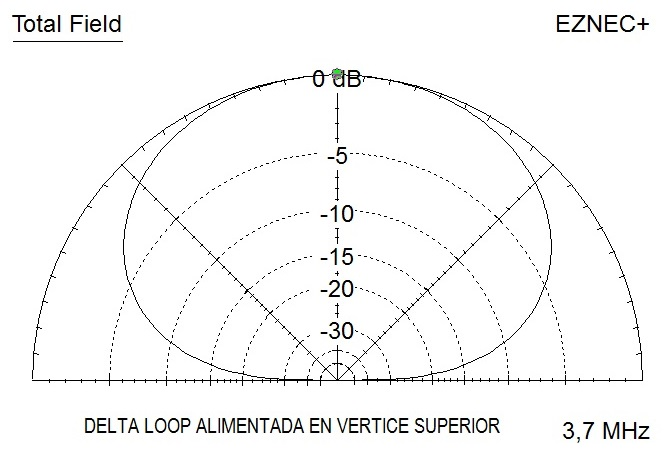 Total Field
EZNEC+
0 dB
-5
-10
-15
-20
-30
DELTA LOOP ALIMENTADA EN VERTICE SUPERIOR
3,7 MHz